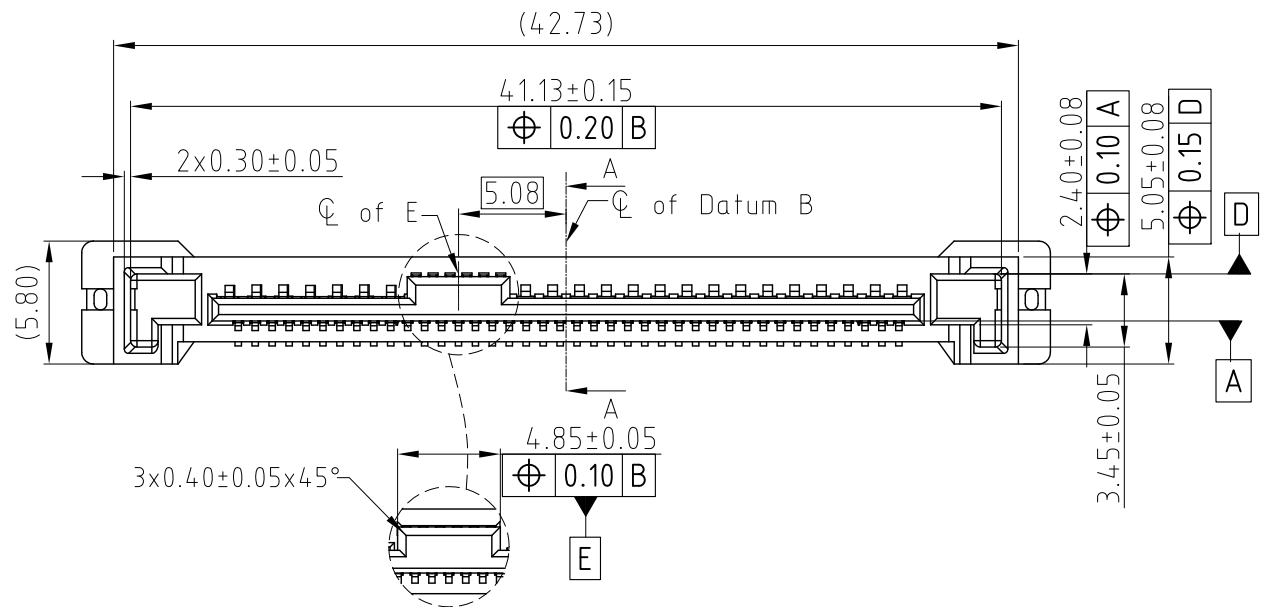 (42.73)
41.13±0.15
⌖ 0.20 B
2x0.30±0.05
5.08
A
℄ of E
℄ of Datum B
2.40±0.08
⌖ 0.10 A
5.05±0.08
⌖ 0.15 D
D
(5.80)
A
A
3.45±0.05
4.85±0.05
⌖ 0.10 B
3x0.40±0.05x45°
E